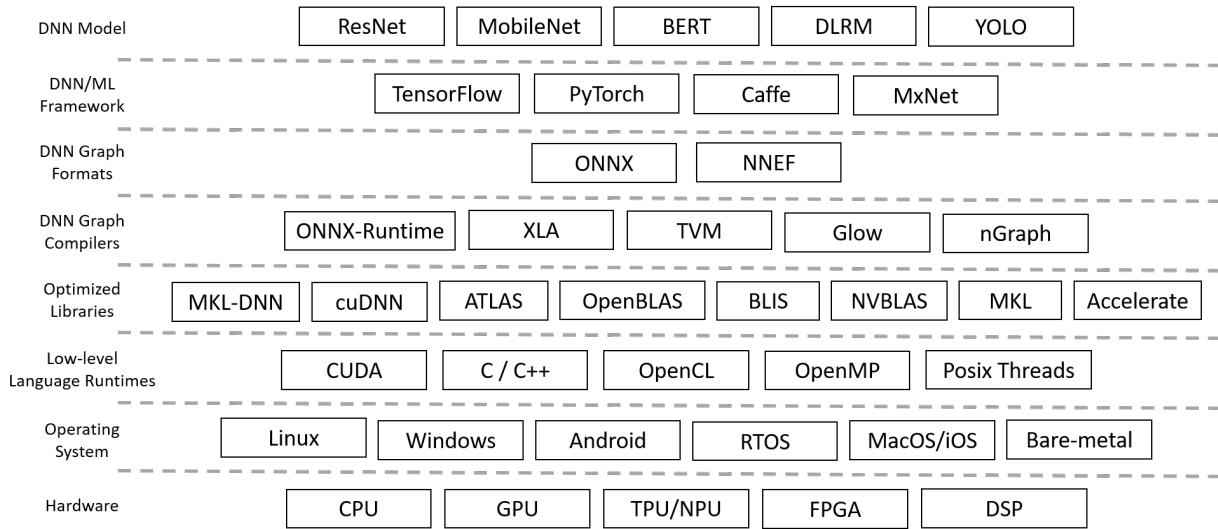 DNN Model
ResNet
MobileNet
BERT
DLRM
YOLO
DNN/ML
Framework
TensorFlow
PyTorch
Caffe
MxNet
DNN Graph
Formats
ONNX
NNEF
DNN Graph
Compilers
ONNX-Runtime
XLA
TVM
Glow
nGraph
Optimized
Libraries
MKL-DNN
cuDNN
ATLAS
OpenBLAS
BLIS
NVBLAS
MKL
Accelerate
Low-level
Language Runtimes
CUDA
C / C++
OpenCL
OpenMP
Posix Threads
Operating
System
Linux
Windows
Android
RTOS
MacOS/iOS
Bare-metal
Hardware
CPU
GPU
TPU/NPU
FPGA
DSP